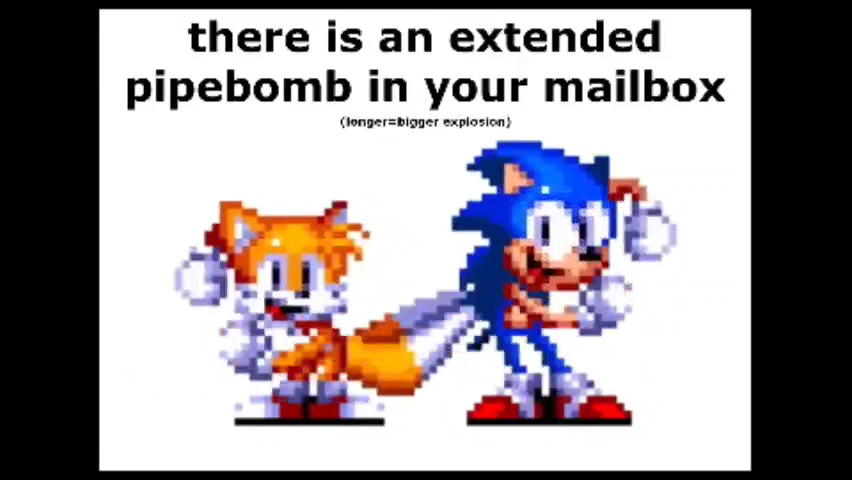 there is an extended
pipebomb in your mailbox
(longer=bigger explosion)